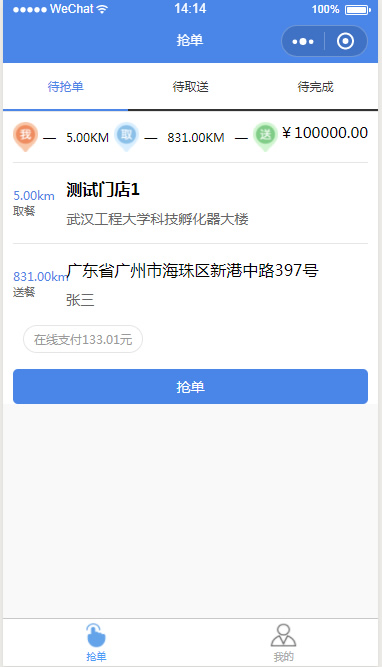 WeChat 14:14 100%
抢单
待抢单 待取送 待完成
我 — 5.00KM 取 — 831.00KM — 送 ￥100000.00
5.00km 测试门店1
取餐 武汉工程大学科技孵化器大楼
831.00km 广东省广州市海珠区新港中路397号
送餐 张三
在线支付133.01元
抢单
抢单 我的